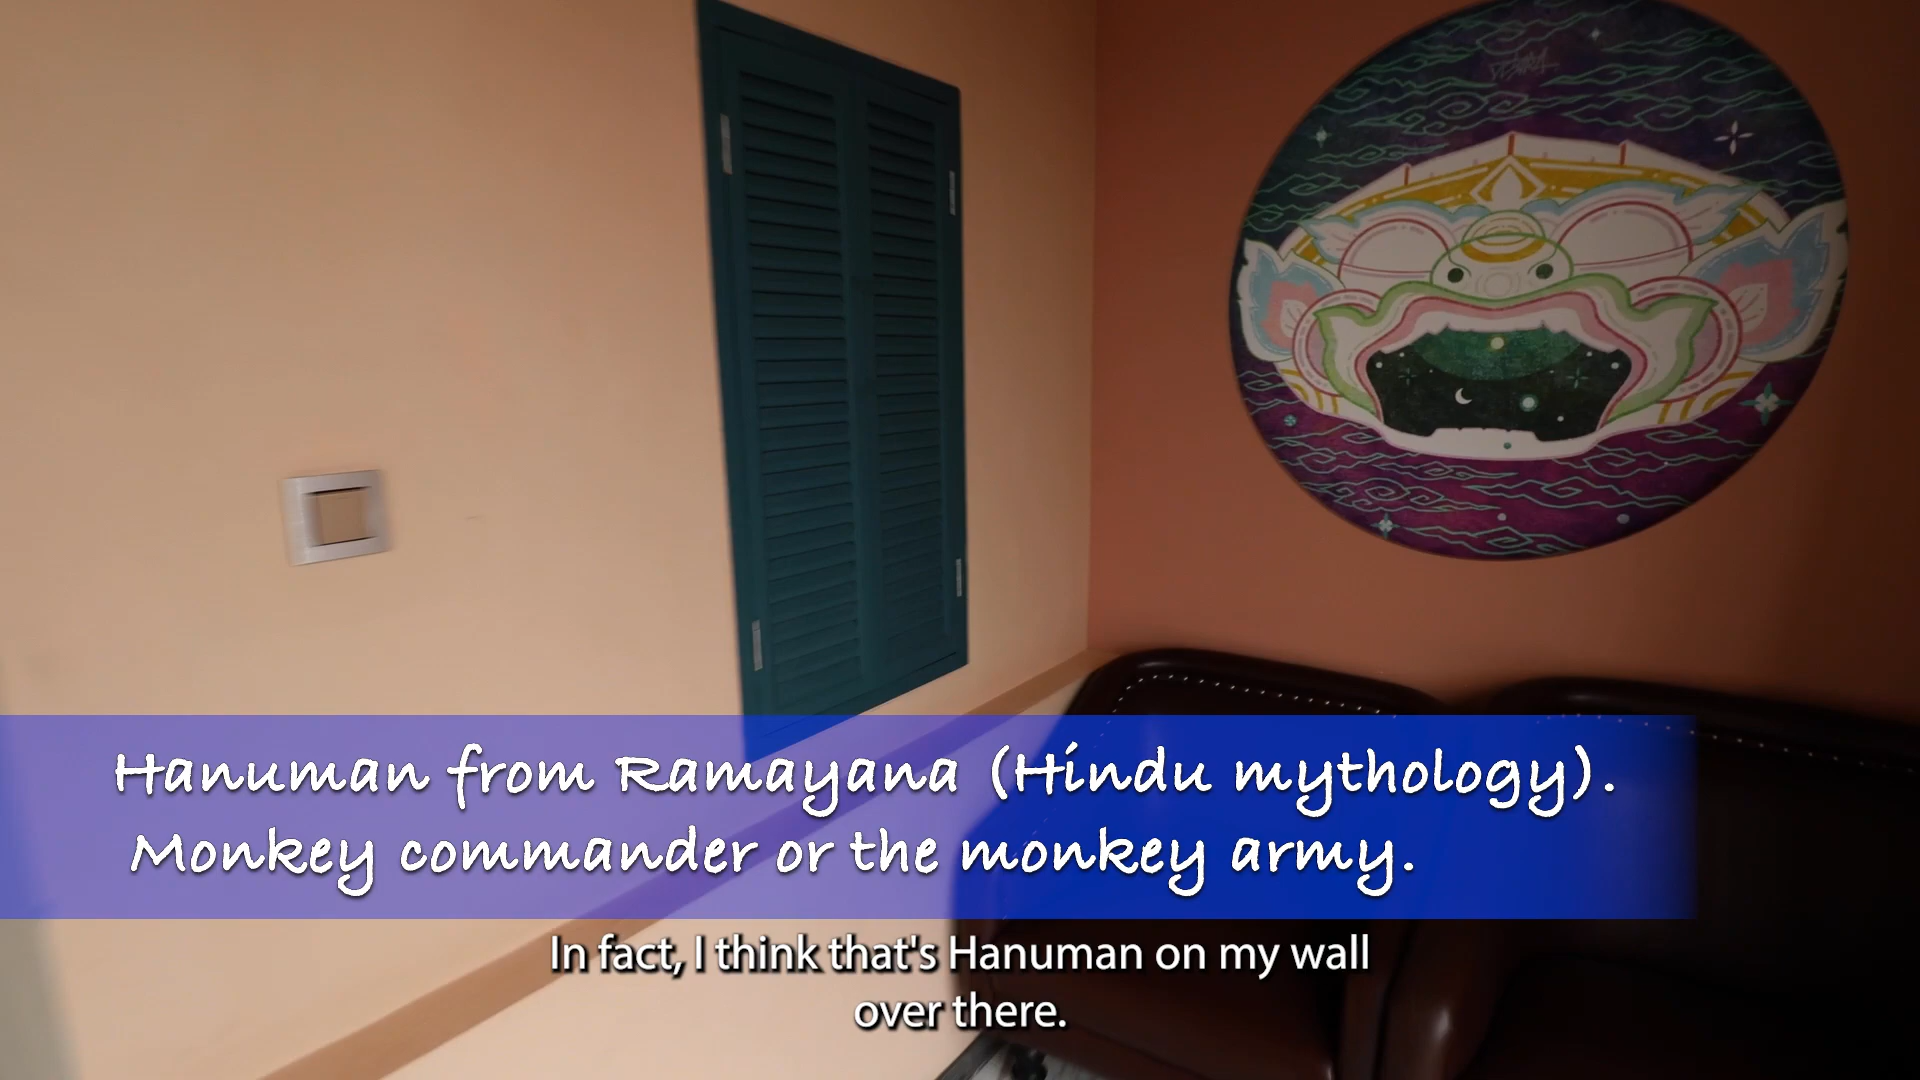 Hanuman from Ramayana (Hindu mythology).
Monkey commander or the monkey army.
In fact, I think that's Hanuman on my wall
over there.